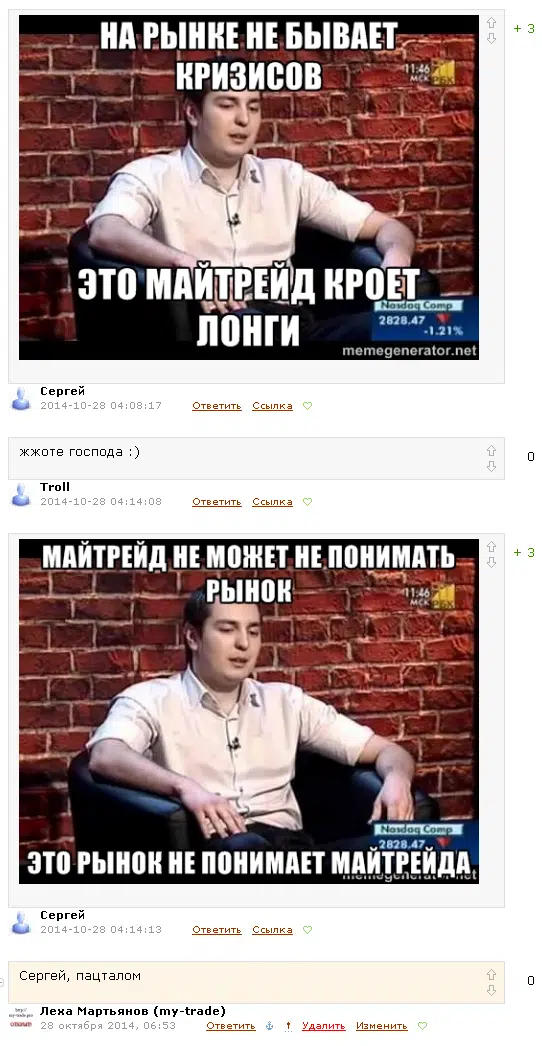 НА РЫНКЕ НЕ БЫВАЕТ
КРИЗИСОВ
11:46
МСК РБК
ЭТО МАЙТРЕЙД КРОЕТ
ЛОНГИ
Nasdaq Comp
2828.47
-1.21%
memegenerator.net
+ 3
Сергей
2014-10-28 04:08:17 Ответить Ссылка
жжоте господа :)
0
Troll
2014-10-28 04:14:08 Ответить Ссылка
МАЙТРЕЙД НЕ МОЖЕТ НЕ ПОНИМАТЬ
РЫНОК
11:46
МСК РБК
Nasdaq Comp
2828.47
ЭТО РЫНОК НЕ ПОНИМАЕТ МАЙТРЕЙДА
memegenerator.net
+ 3
Сергей
2014-10-28 04:14:13 Ответить Ссылка
Сергей, пацталом
0
Леха Мартьянов (my-trade)
28 октября 2014, 06:53 Ответить Удалить Изменить